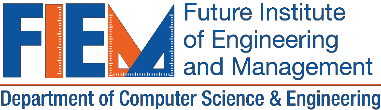 FIEM
Future Institute
of Engineering
and Management
Department of Computer Science & Engineering